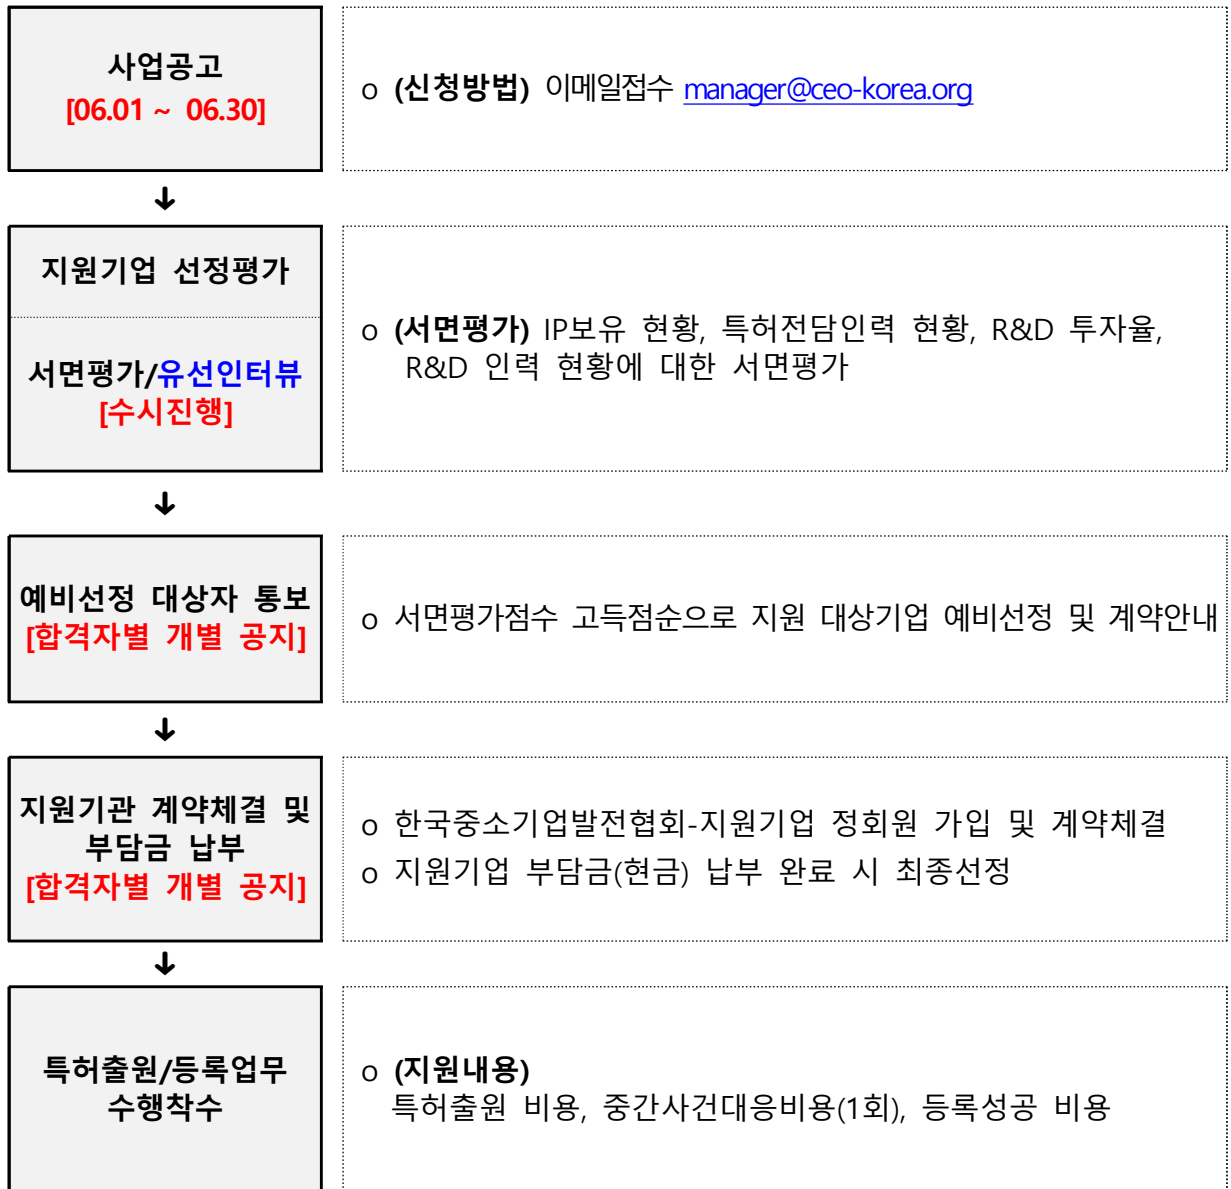 사업공고
[06.01 ~ 06.30]
o (신청방법) 이메일접수 manager@ceo-korea.org
↓
지원기업 선정평가
서면평가/유선인터뷰
[수시진행]
o (서면평가) IP보유 현황, 특허전담인력 현황, R&D 투자율,
R&D 인력 현황에 대한 서면평가
↓
예비선정 대상자 통보
[합격자별 개별 공지]
o 서면평가점수 고득점순으로 지원 대상기업 예비선정 및 계약안내
↓
지원기관 계약체결 및
부담금 납부
[합격자별 개별 공지]
o 한국중소기업발전협회-지원기업 정회원 가입 및 계약체결
o 지원기업 부담금(현금) 납부 완료 시 최종선정
↓
특허출원/등록업무
수행착수
o (지원내용)
특허출원 비용, 중간사건대응비용(1회), 등록성공 비용